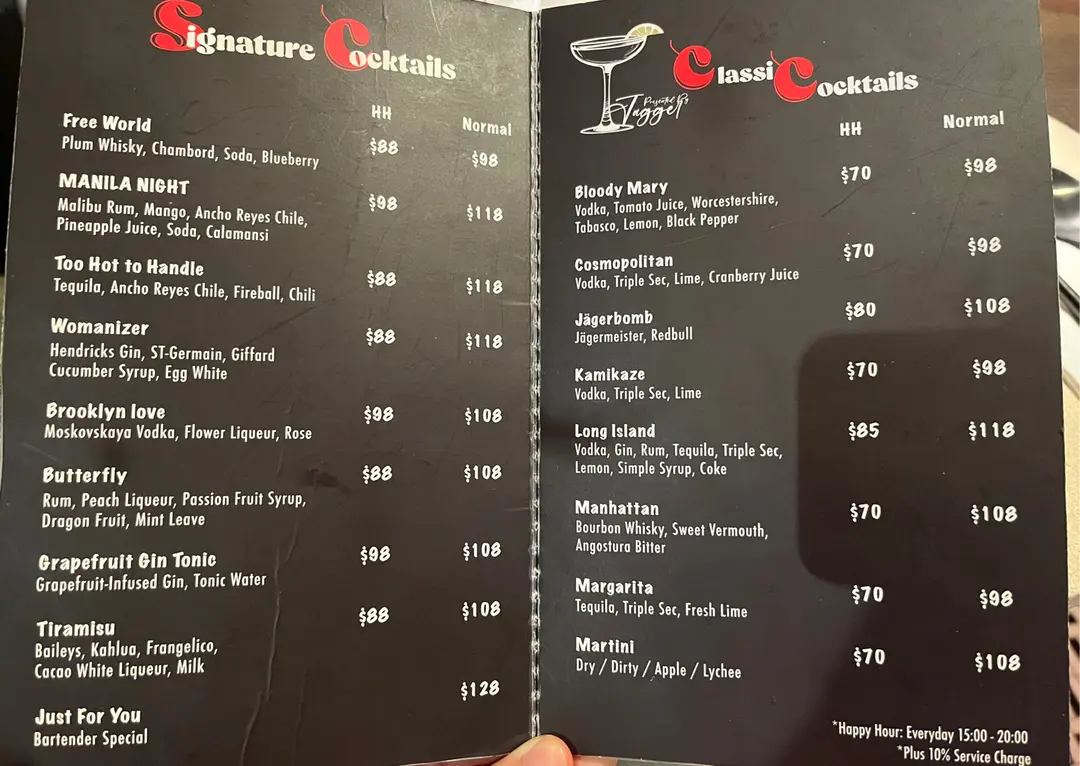 Signature Cocktails
HH Normal
Free World $88 $98
Plum Whisky, Chambord, Soda, Blueberry
MANILA NIGHT $98 $118
Malibu Rum, Mango, Ancho Reyes Chile,
Pineapple Juice, Soda, Calamansi
Too Hot to Handle $88 $118
Tequila, Ancho Reyes Chile, Fireball, Chili
Womanizer $88 $118
Hendricks Gin, ST-Germain, Giffard
Cucumber Syrup, Egg White
Brooklyn love $98 $108
Moskovskaya Vodka, Flower Liqueur, Rose
Butterfly $88 $108
Rum, Peach Liqueur, Passion Fruit Syrup,
Dragon Fruit, Mint Leave
Grapefruit Gin Tonic $98 $108
Grapefruit-Infused Gin, Tonic Water
Tiramisu $88 $108
Baileys, Kahlua, Frangelico,
Cacao White Liqueur, Milk
Just For You $128
Bartender Special
Classic Cocktails
Presented By
HH Normal
Bloody Mary $70 $98
Vodka, Tomato Juice, Worcestershire,
Tabasco, Lemon, Black Pepper
Cosmopolitan $70 $98
Vodka, Triple Sec, Lime, Cranberry Juice
Jägerbomb $80 $108
Jägermeister, Redbull
Kamikaze $70 $98
Vodka, Triple Sec, Lime
Long Island $85 $118
Vodka, Gin, Rum, Tequila, Triple Sec,
Lemon, Simple Syrup, Coke
Manhattan $70 $108
Bourbon Whisky, Sweet Vermouth,
Angostura Bitter
Margarita $70 $98
Tequila, Triple Sec, Fresh Lime
Martini $70 $108
Dry / Dirty / Apple / Lychee
*Happy Hour: Everyday 15:00 - 20:00
*Plus 10% Service Charge